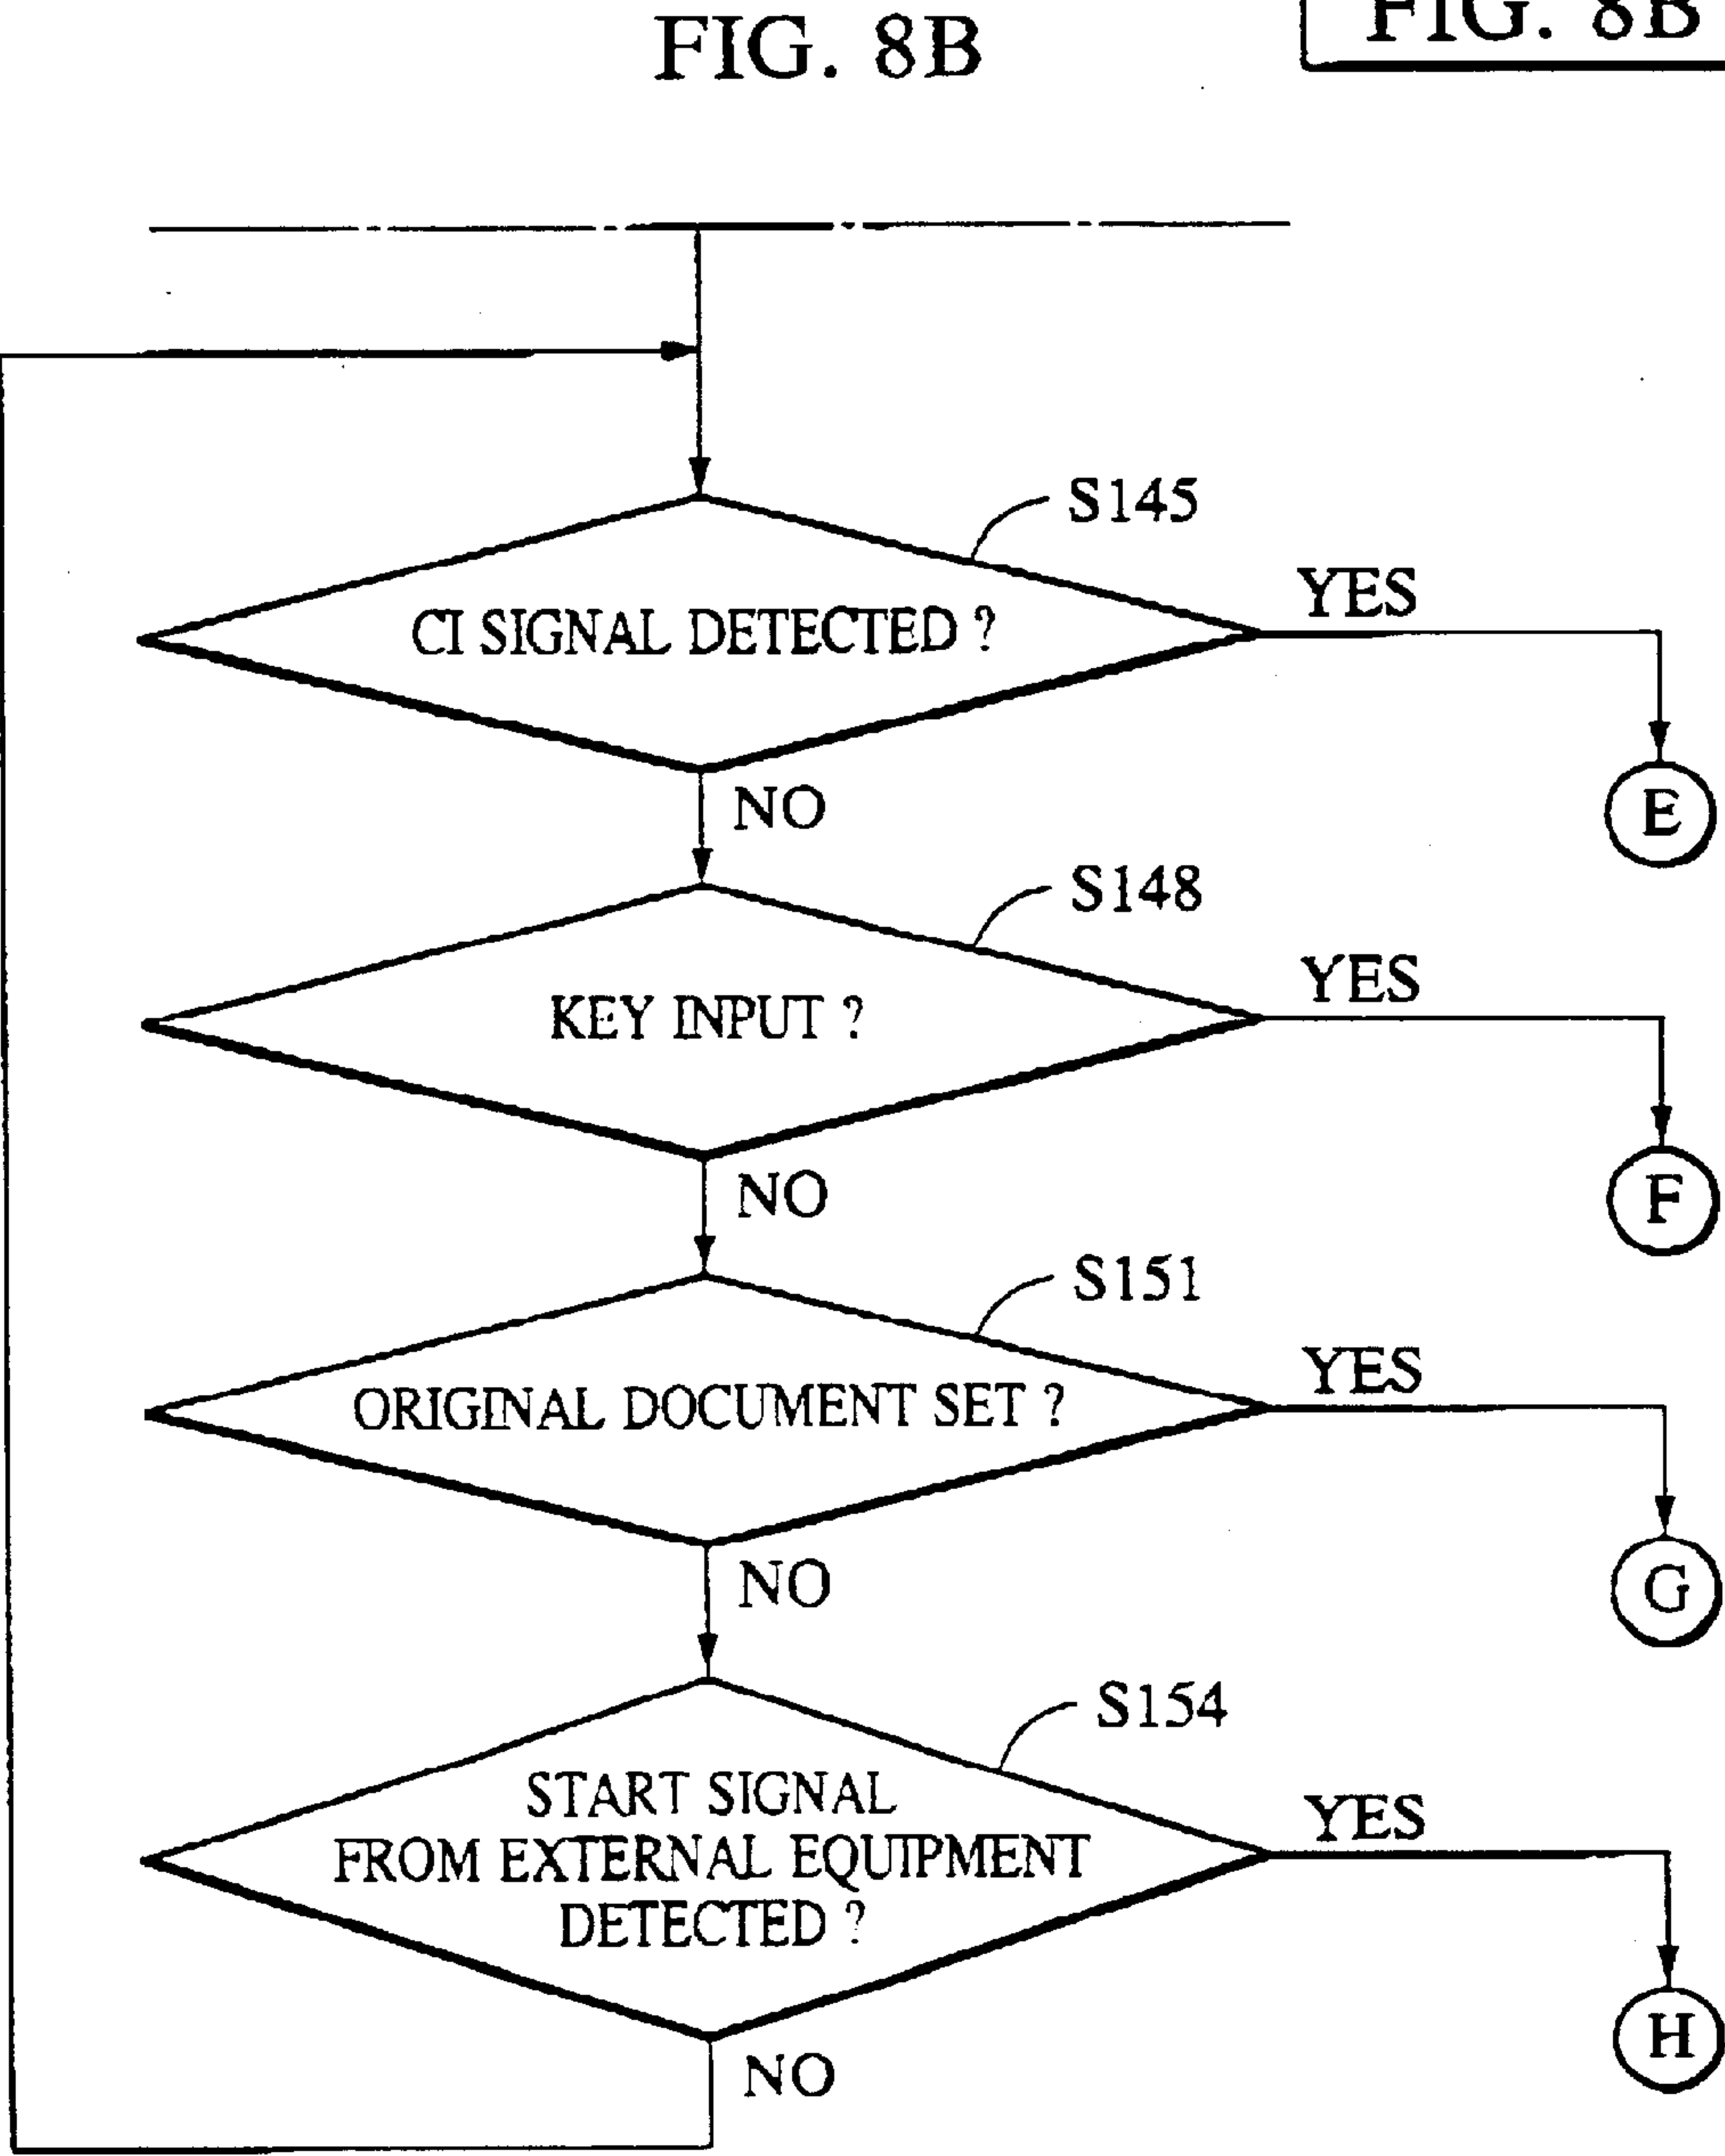 FIG. 8B
FIG. 8B
S145
CI SIGNAL DETECTED ?
YES
E
NO
S148
KEY INPUT ?
YES
F
NO
S151
ORIGINAL DOCUMENT SET ?
YES
G
NO
S154
START SIGNAL
FROM EXTERNAL EQUIPMENT
DETECTED ?
YES
H
NO